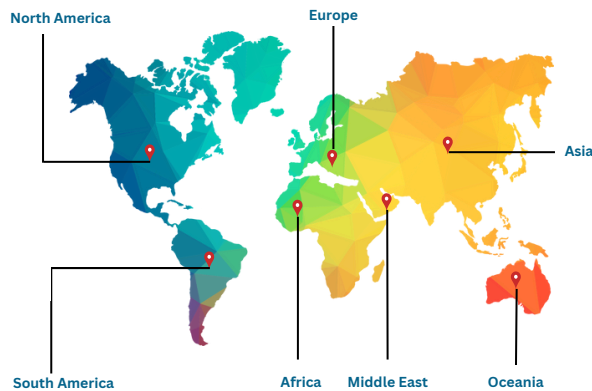 North America
Europe
Asia
South America
Africa
Middle East
Oceania